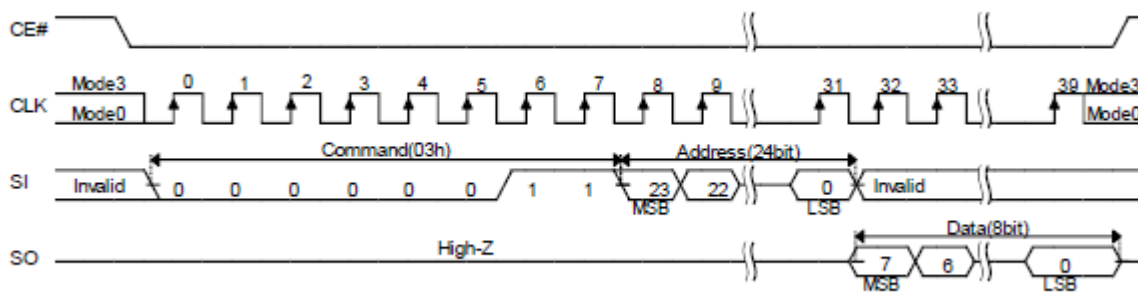 CE#
Mode3 0 1 2 3 4 5 6 7 8 9 31 32 33 39 Mode3
CLK
Mode0 Mode0
Command(03h) Address(24bit)
SI Invalid 0 0 0 0 0 0 1 1 23 22 0 Invalid
MSB LSB
Data(8bit)
SO High-Z 7 6 0
MSB LSB